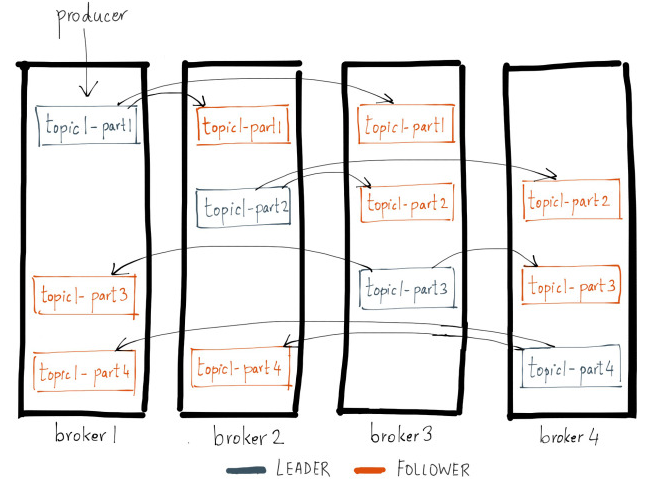 producer
topic1-part1
topic1-part1
topic1-part1
topic1-part2
topic1-part2
topic1-part2
topic1-part3
topic1-part3
topic1-part3
topic1-part4
topic1-part4
topic1-part4
broker 1
broker 2
broker 3
broker 4
LEADER
FOLLOWER